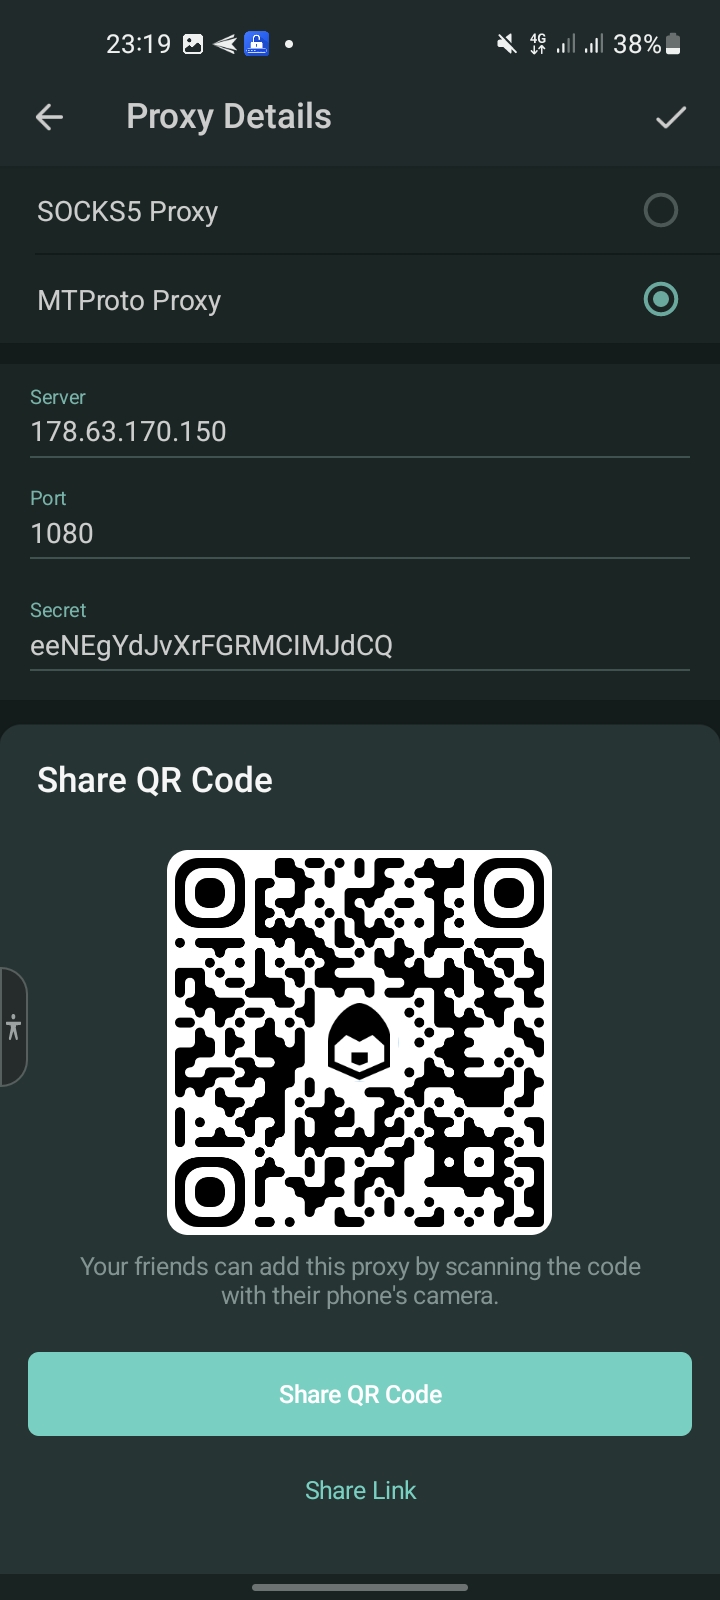 23:19
4G
38%
Proxy Details
SOCKS5 Proxy
MTProto Proxy
Server
178.63.170.150
Port
1080
Secret
eeNEgYdJvXrFGRMCIMJdCQ
Share QR Code
Your friends can add this proxy by scanning the code
with their phone's camera.
Share QR Code
Share Link